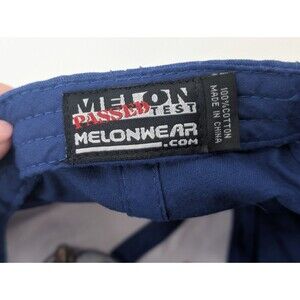 MELON
PASSED TEST
MELONWEAR
.COM
100% COTTON
MADE IN CHINA